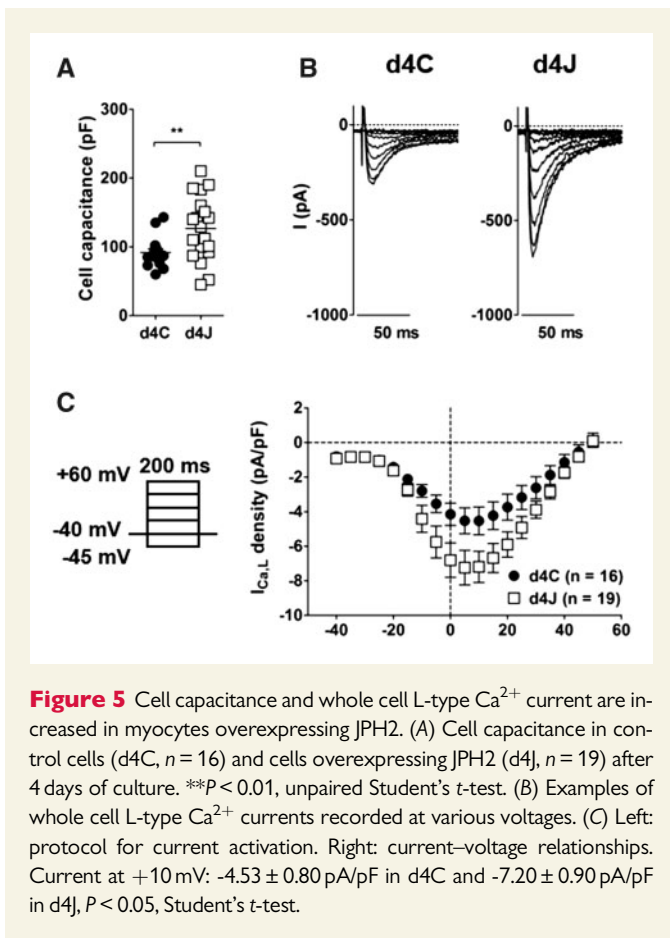 A
Cell capacitance (pF)
300
200
100
0
**
d4C d4J
B
d4C d4J
I (pA)
0
-500
-1000
50 ms
0
-500
-1000
50 ms
C
+60 mV
200 ms
-40 mV
-45 mV
I_Ca,L density (pA/pF)
2
0
-2
-4
-6
-8
-10
-40 -20 0 20 40 60
d4C (n = 16)
d4J (n = 19)
Figure 5 Cell capacitance and whole cell L-type Ca²⁺ current are in-
creased in myocytes overexpressing JPH2. (A) Cell capacitance in con-
trol cells (d4C, n = 16) and cells overexpressing JPH2 (d4J, n = 19) after
4 days of culture. **P < 0.01, unpaired Student's t-test. (B) Examples of
whole cell L-type Ca²⁺ currents recorded at various voltages. (C) Left:
protocol for current activation. Right: current–voltage relationships.
Current at +10 mV: -4.53 ± 0.80 pA/pF in d4C and -7.20 ± 0.90 pA/pF
in d4J, P < 0.05, Student's t-test.